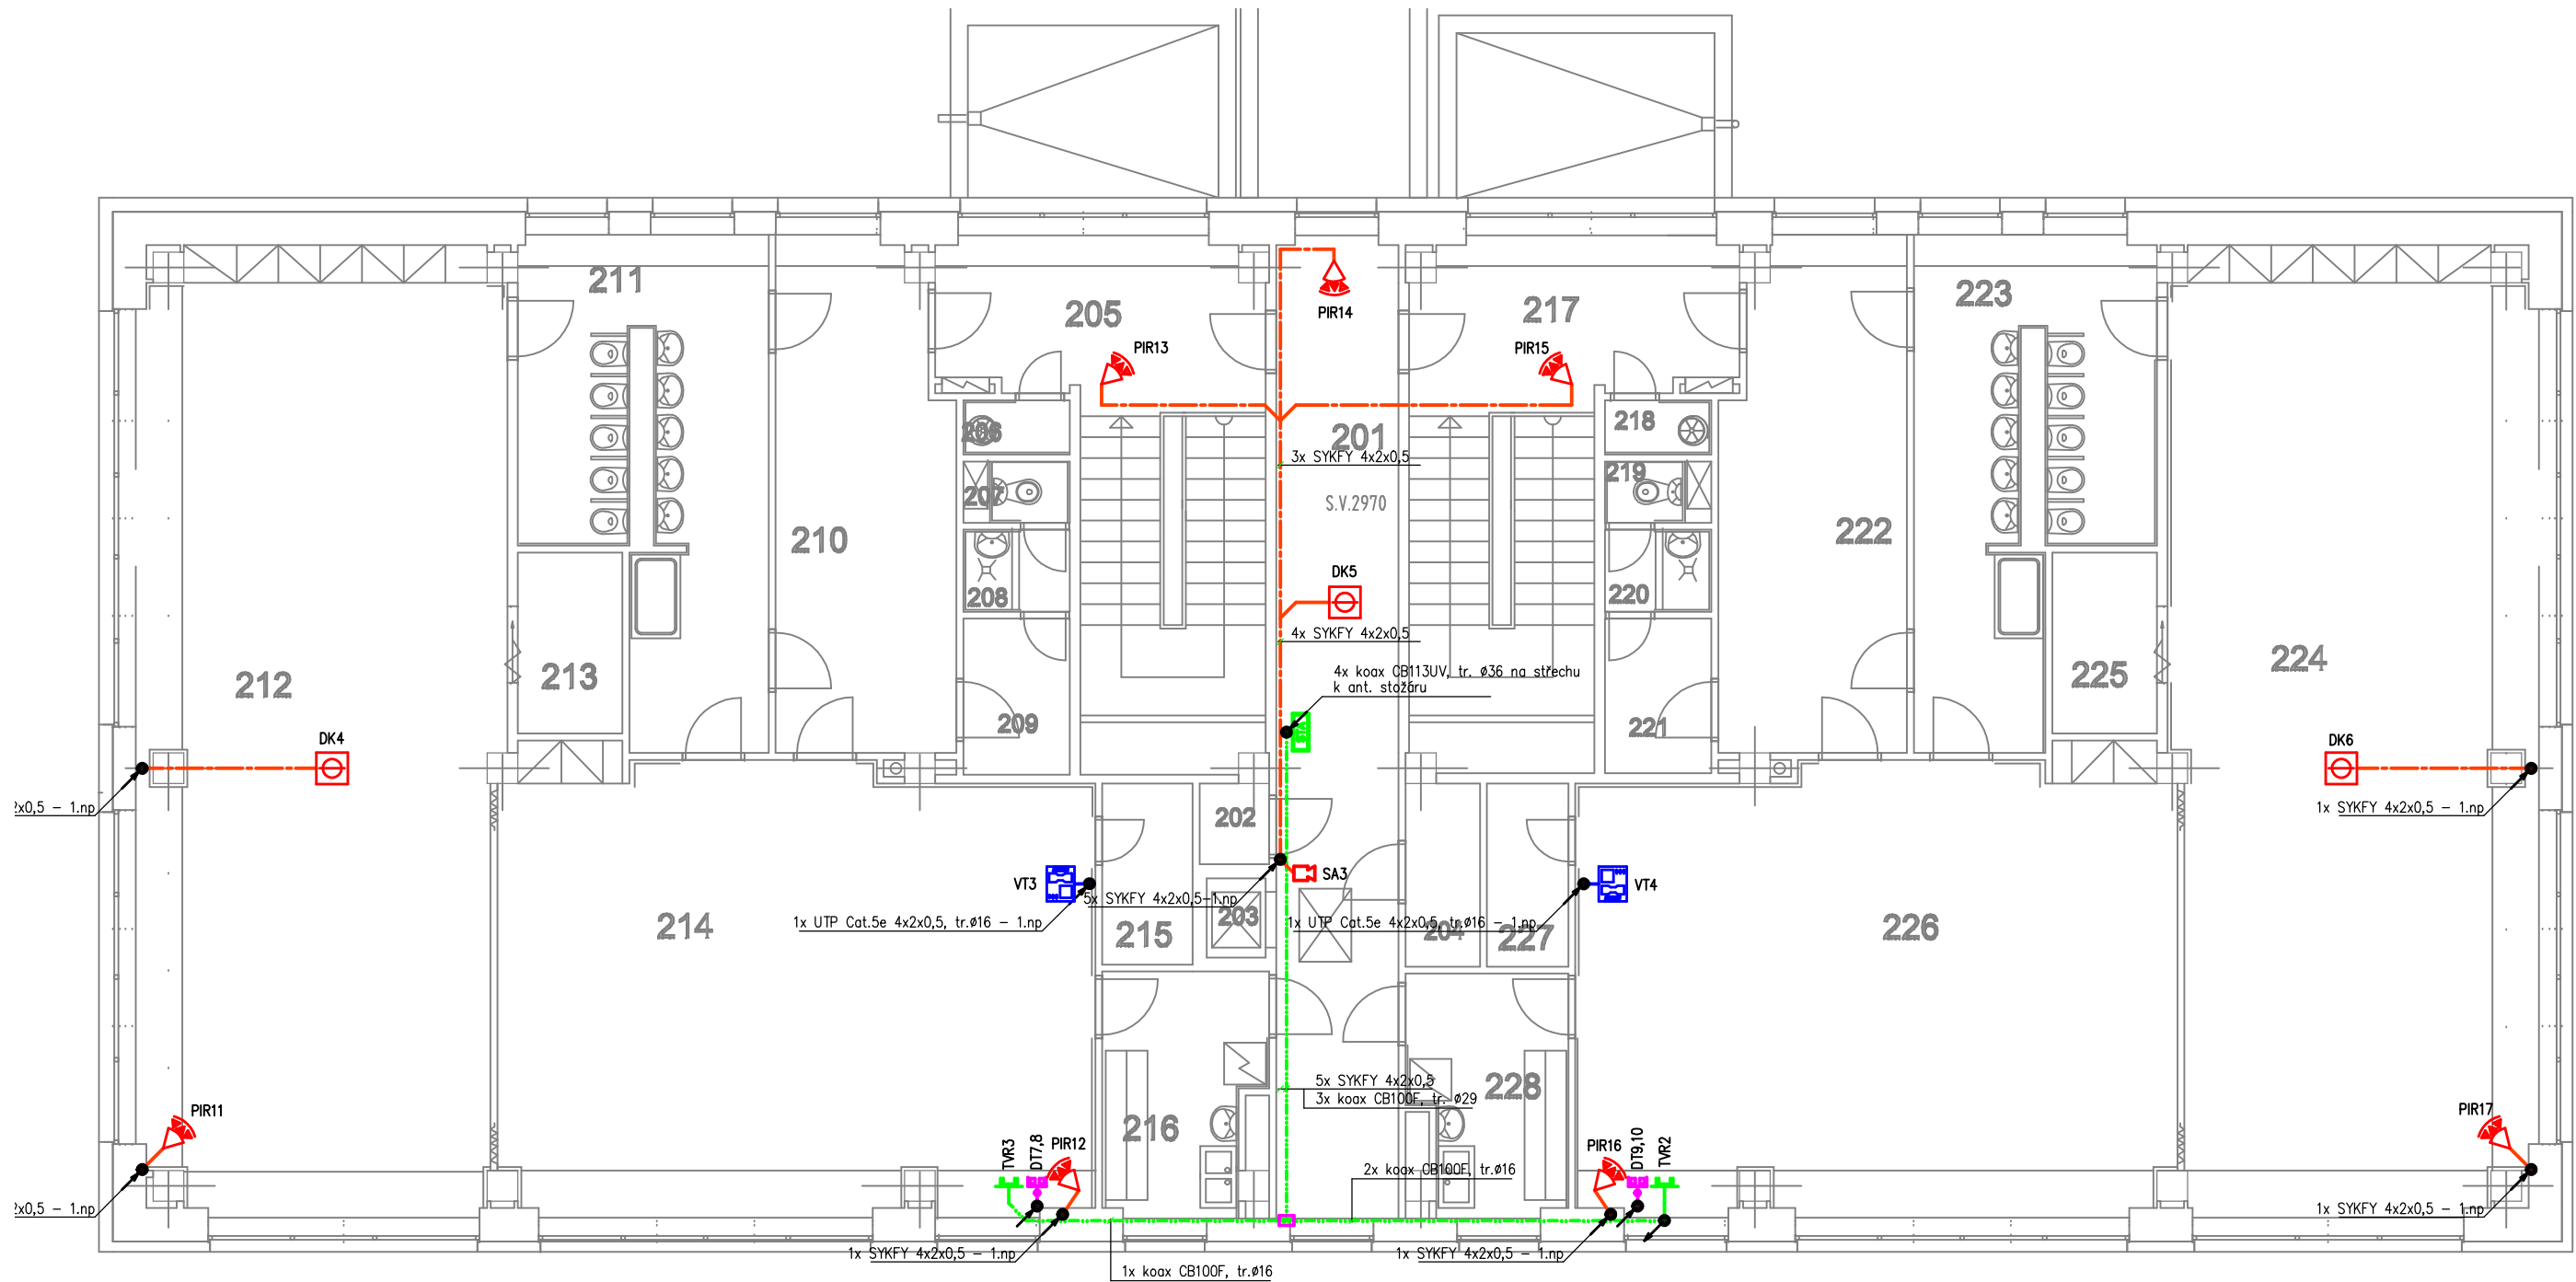 211
205
PIR14
217
223
PIR13
PIR15
206
218
201
3x SYKFY 4x2x0,5
219
207
S.V.2970
210
222
DK5
208
220
4x SYKFY 4x2x0,5
212
213
4x koax CB113UV, tr. ø36 na střechu
k ant. stožáru
225
224
209
221
DK4
DK6
2x0,5 - 1.np
1x SYKFY 4x2x0,5 - 1.np
202
VT3
SA3
VT4
5x SYKFY 4x2x0,5-1.np
203
1x UTP Cat.5e 4x2x0,5, tr.ø16 - 1.np
1x UTP Cat.5e 4x2x0,5, tr.ø16 - 1.np
214
215
204
227
226
5x SYKFY 4x2x0,5
3x koax CB100F, tr. ø29
228
216
PIR11
PIR17
TVR3
DT7,8
PIR12
PIR16
DT9,10
TVR2
2x koax CB100F, tr.ø16
2x0,5 - 1.np
1x SYKFY 4x2x0,5 - 1.np
1x SYKFY 4x2x0,5 - 1.np
1x SYKFY 4x2x0,5 - 1.np
1x koax CB100F, tr.ø16